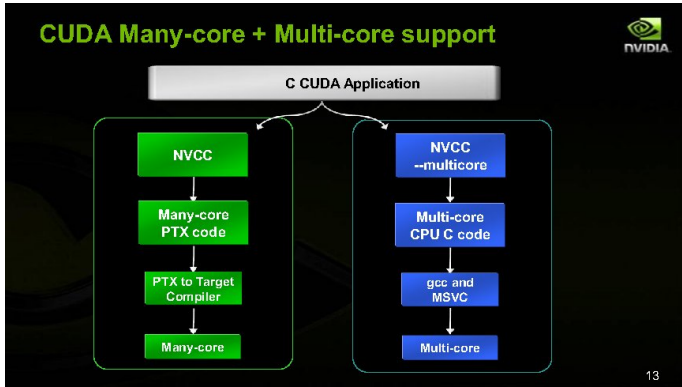 CUDA Many-core + Multi-core support
NVIDIA
C CUDA Application
NVCC
Many-core
PTX code
PTX to Target
Compiler
Many-core
NVCC
--multicore
Multi-core
CPU C code
gcc and
MSVC
Multi-core
13